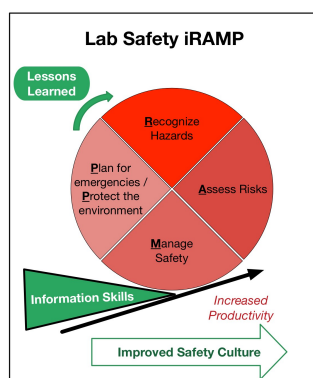 Lab Safety iRAMP
Lessons
Learned
Recognize
Hazards
Plan for
emergencies /
Protect the
environment
Assess Risks
Manage
Safety
Information Skills
Increased
Productivity
Improved Safety Culture